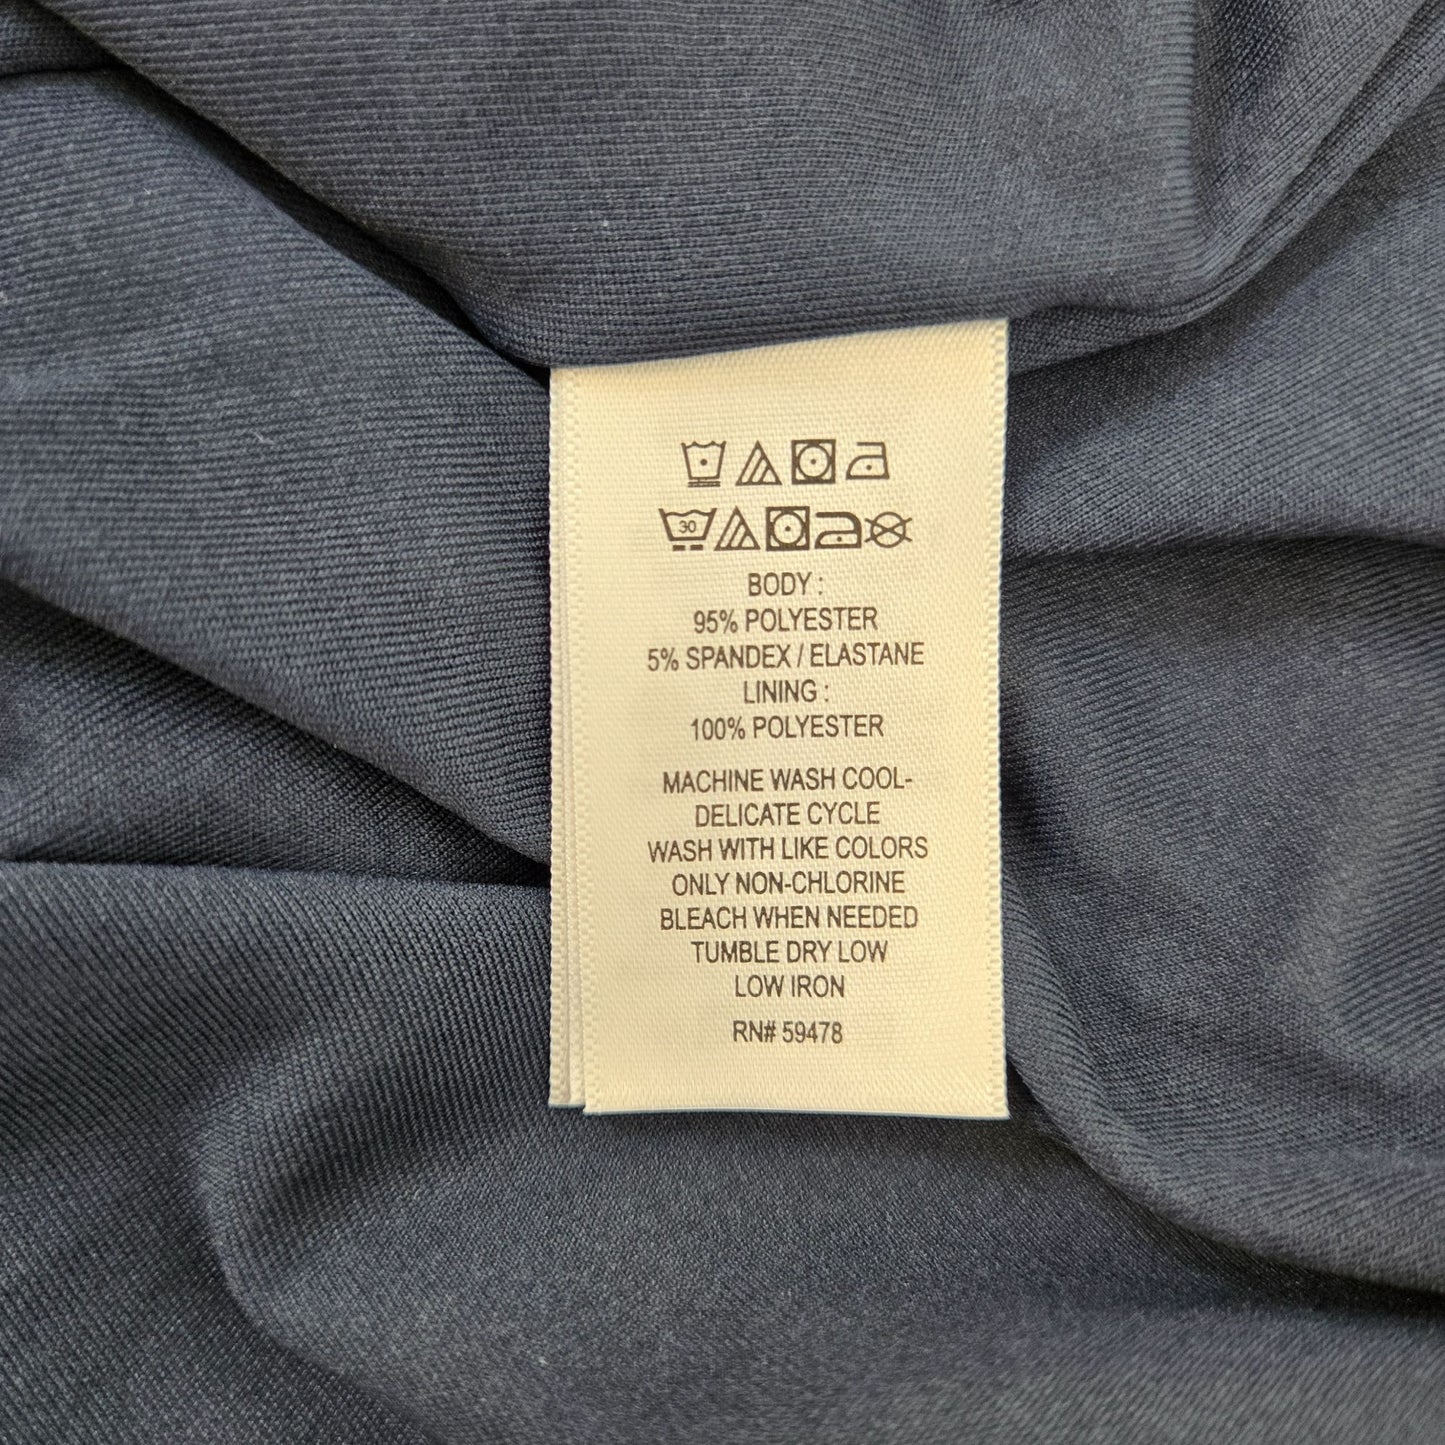 30
BODY :
95% POLYESTER
5% SPANDEX / ELASTANE
LINING :
100% POLYESTER
MACHINE WASH COOL-
DELICATE CYCLE
WASH WITH LIKE COLORS
ONLY NON-CHLORINE
BLEACH WHEN NEEDED
TUMBLE DRY LOW
LOW IRON
RN# 59478